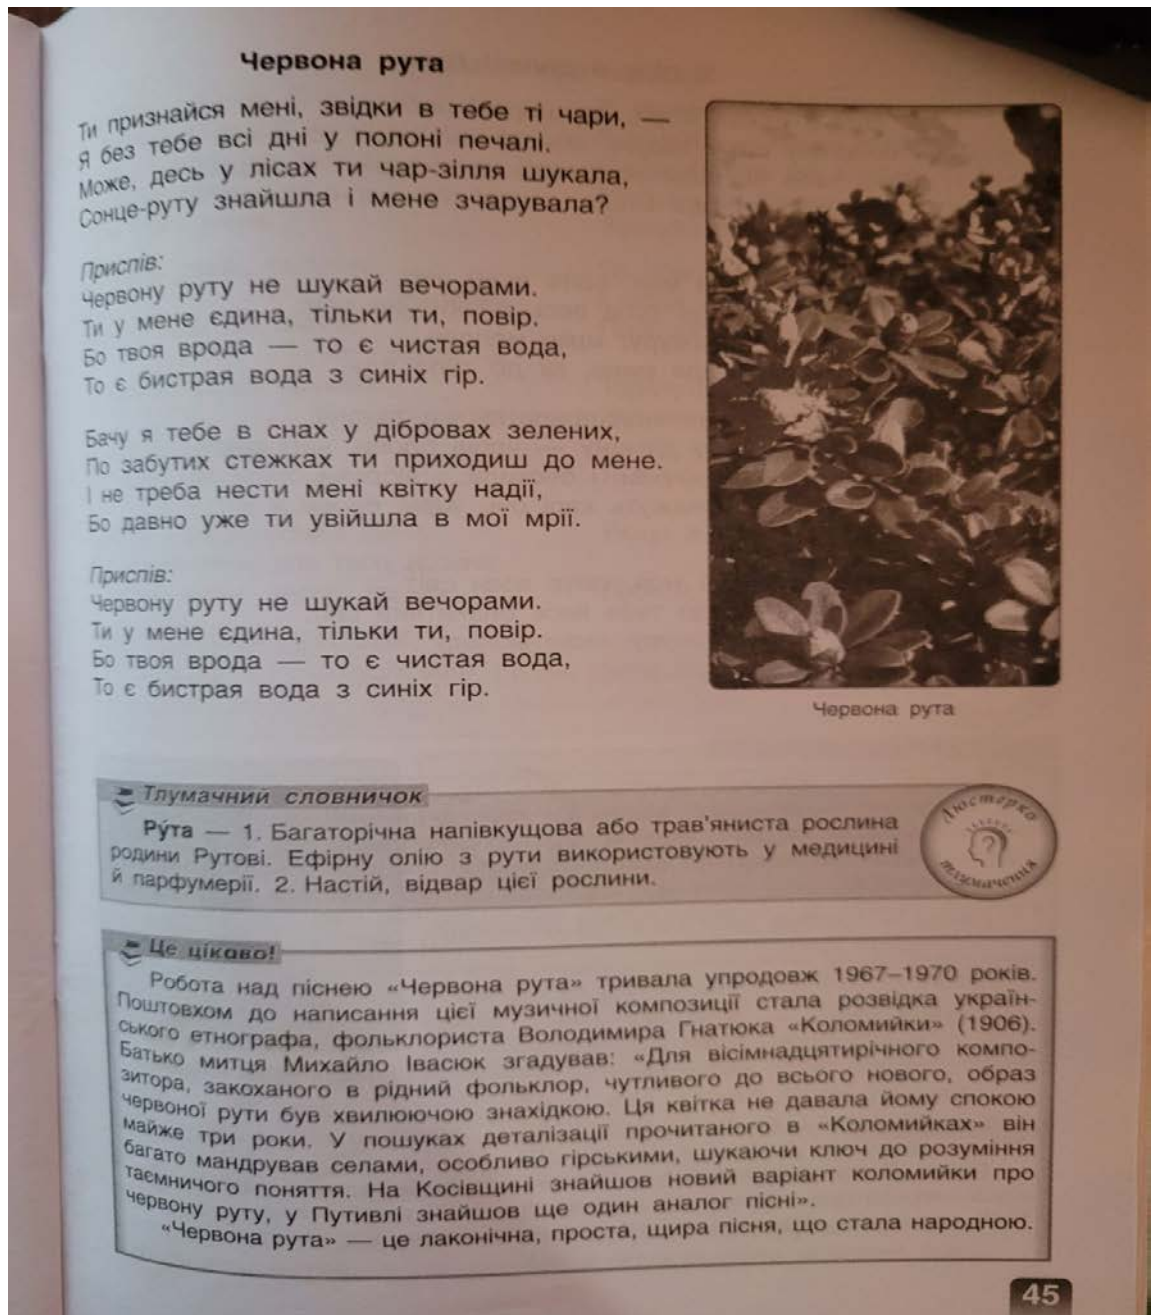 Червона рута
Ти признайся мені, звідки в тебе ті чари, —
Я без тебе всі дні у полоні печалі.
Може, десь у лісах ти чар-зілля шукала,
Сонце-руту знайшла і мене зчарувала?
Приспів:
Червону руту не шукай вечорами.
Ти у мене єдина, тільки ти, повір.
Бо твоя врода — то є чистая вода,
То є бистрая вода з синіх гір.
Бачу я тебе в снах у дібровах зелених,
По забутих стежках ти приходиш до мене.
І не треба нести мені квітку надії,
Бо давно уже ти увійшла в мої мрії.
Приспів:
Червону руту не шукай вечорами.
Ти у мене єдина, тільки ти, повір.
Бо твоя врода — то є чистая вода,
То є бистрая вода з синіх гір.
Червона рута
Тлумачний словничок
Ру́та — 1. Багаторічна напівкущова або трав'яниста рослина
родини Рутові. Ефірну олію з рути використовують у медицині
й парфумерії. 2. Настій, відвар цієї рослини.
Люстерко
тлумачення
Це цікаво!
Робота над піснею «Червона рута» тривала упродовж 1967–1970 років.
Поштовхом до написання цієї музичної композиції стала розвідка україн-
ського етнографа, фольклориста Володимира Гнатюка «Коломийки» (1906).
Батько митця Михайло Івасюк згадував: «Для вісімнадцятирічного компо-
зитора, закоханого в рідний фольклор, чутливого до всього нового, образ
червоної рути був хвилюючою знахідкою. Ця квітка не давала йому спокою
майже три роки. У пошуках деталізації прочитаного в «Коломийках» він
багато мандрував селами, особливо гірськими, шукаючи ключ до розуміння
таємничого поняття. На Косівщині знайшов новий варіант коломийки про
червону руту, у Путивлі знайшов ще один аналог пісні».
«Червона рута» — це лаконічна, проста, щира пісня, що стала народною.
45